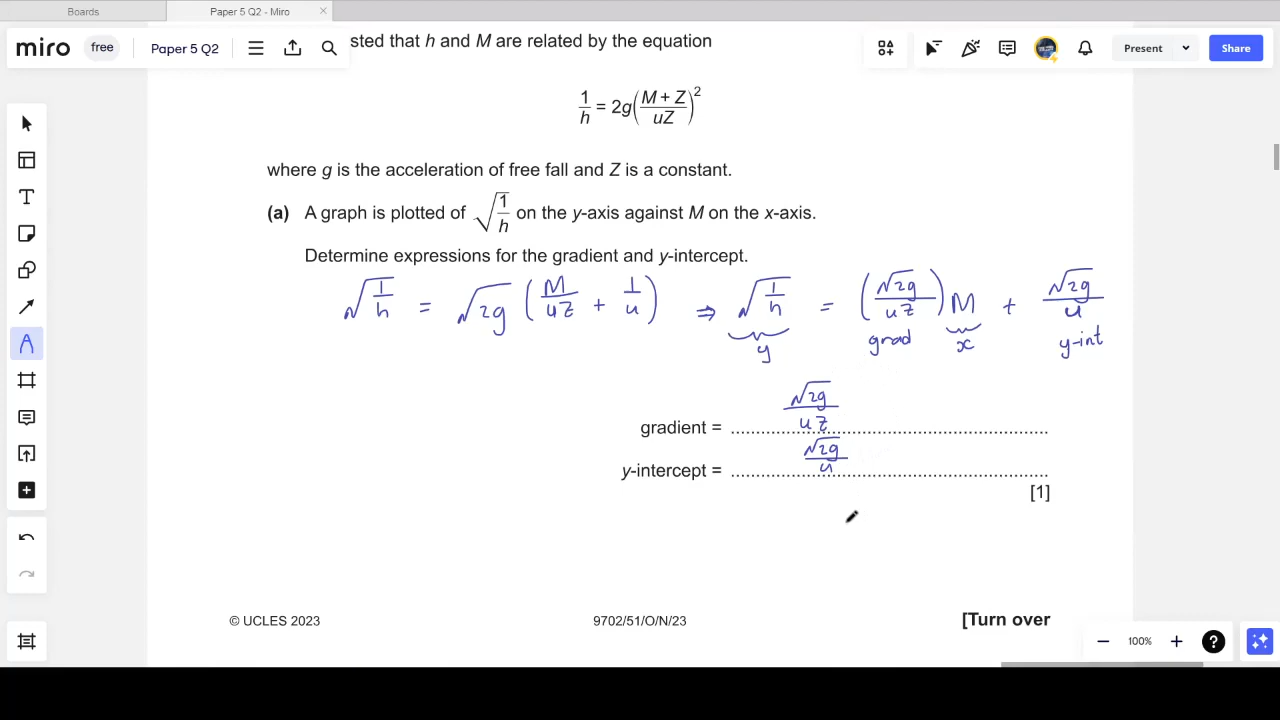 Boards
Paper 5 Q2 - Miro
miro free Paper 5 Q2
Present
Share
sted that h and M are related by the equation
1/h = 2g((M + Z)/uZ)²
where g is the acceleration of free fall and Z is a constant.
(a) A graph is plotted of √(1/h) on the y-axis against M on the x-axis.
Determine expressions for the gradient and y-intercept.
√(1/h) = √2g (M/uZ + 1/u) ⇒ √(1/h) = (√2g/uZ) M + √2g/u
y grad x y-int
gradient = √2g/uZ
y-intercept = √2g/u
[1]
© UCLES 2023 9702/51/O/N/23 [Turn over
100%